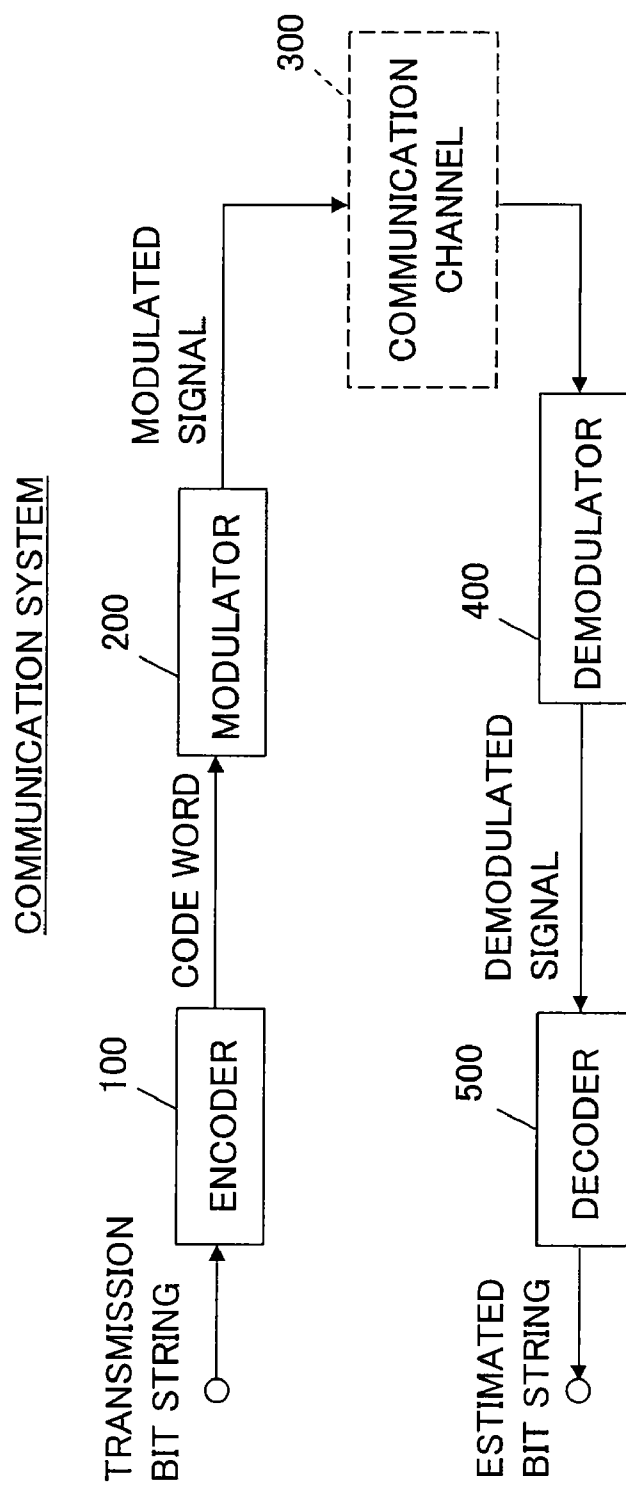 COMMUNICATION SYSTEM
TRANSMISSION
BIT STRING
100
ENCODER
CODE WORD
200
MODULATOR
MODULATED
SIGNAL
300
COMMUNICATION
CHANNEL
400
DEMODULATOR
DEMODULATED
SIGNAL
500
DECODER
ESTIMATED
BIT STRING